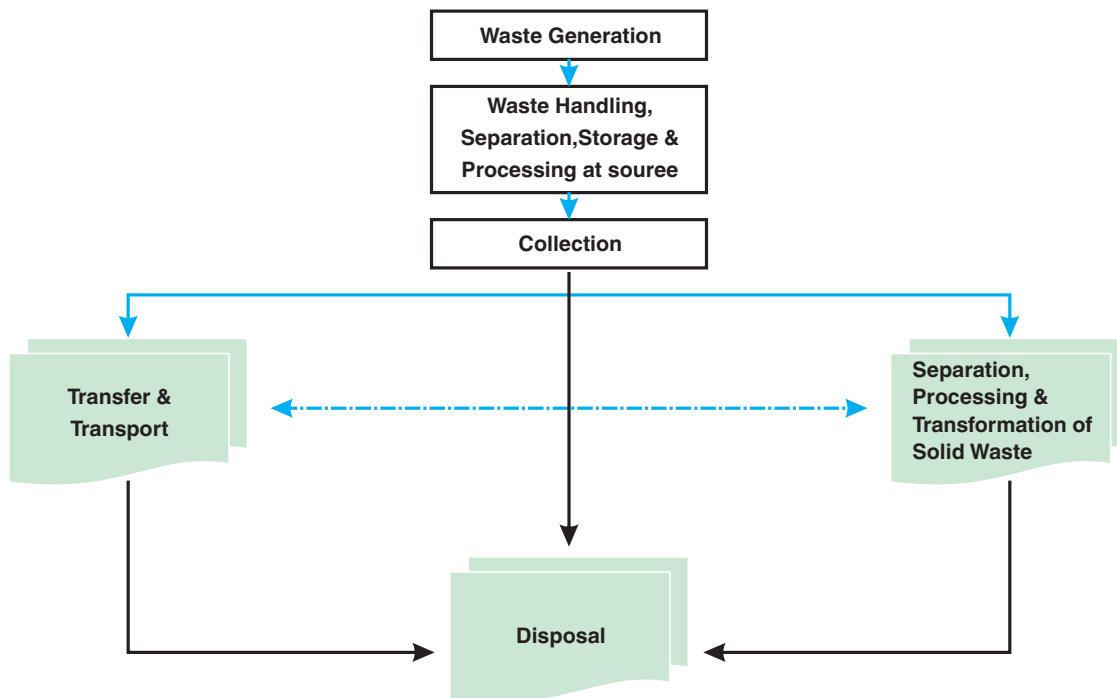 Waste Generation
Waste Handling,
Separation,Storage &
Processing at souree
Collection
Transfer &
Transport
Separation,
Processing &
Transformation of
Solid Waste
Disposal